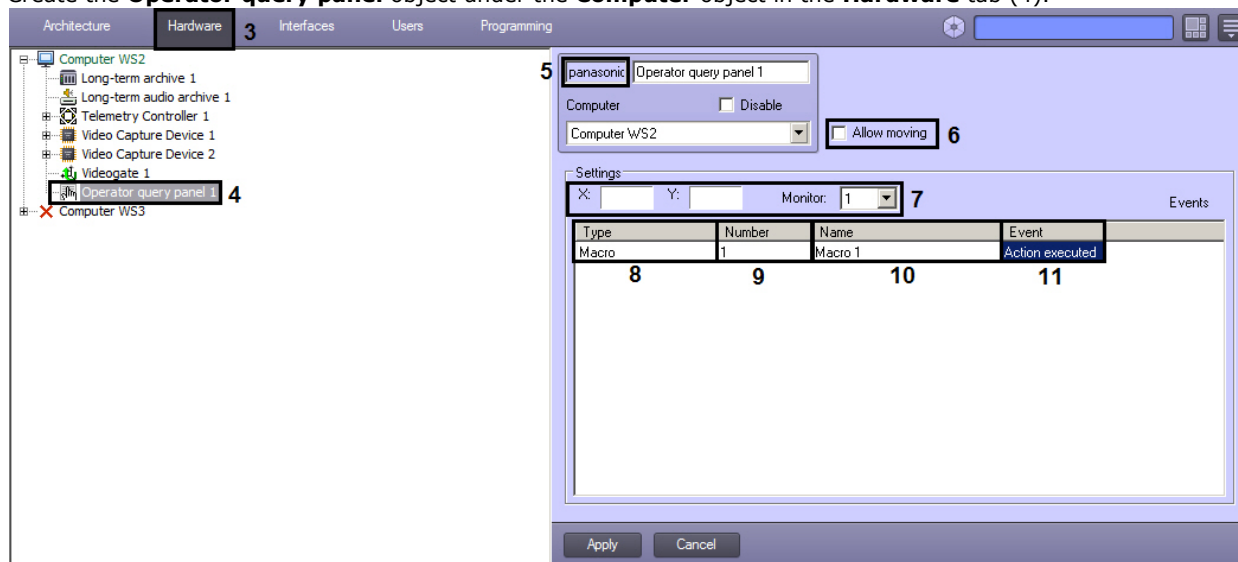 Create the Operator query panel object under the Computer object in the Hardware tab (4).
Architecture Hardware 3 Interfaces Users Programming
Computer WS2
Long-term archive 1
Long-term audio archive 1
Telemetry Controller 1
Video Capture Device 1
Video Capture Device 2
Videogate 1
Operator query panel 1 4
Computer WS3
5 panasonic Operator query panel 1
Computer Disable
Computer WS2 Allow moving 6
Settings
X: Y: Monitor: 1 7 Events
Type Number Name Event
Macro 1 Macro 1 Action executed
8 9 10 11
Apply Cancel